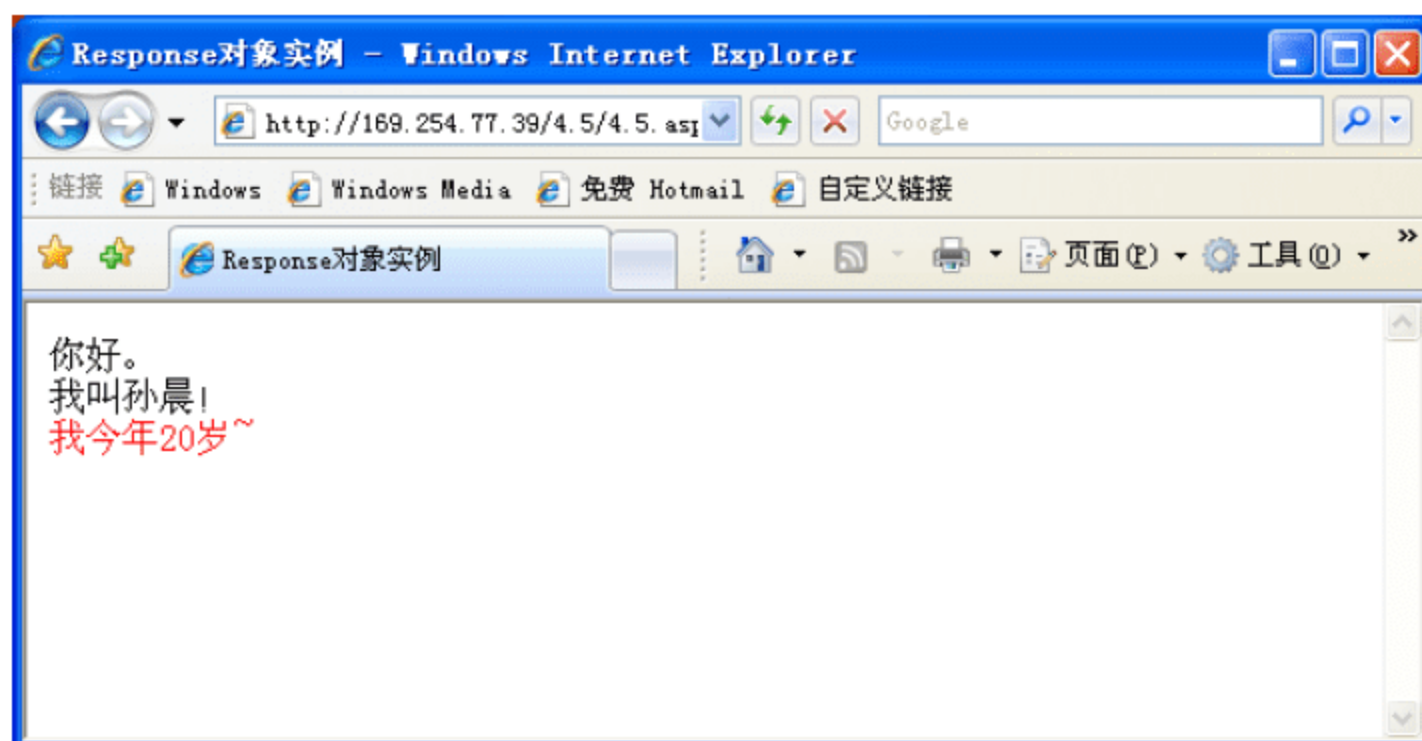 Response对象实例 - Windows Internet Explorer
http://169.254.77.39/4.5/4.5.asp Google
链接 Windows Windows Media 免费 Hotmail 自定义链接
Response对象实例 页面(P) 工具(O) »
你好。
我叫孙晨!
我今年20岁~